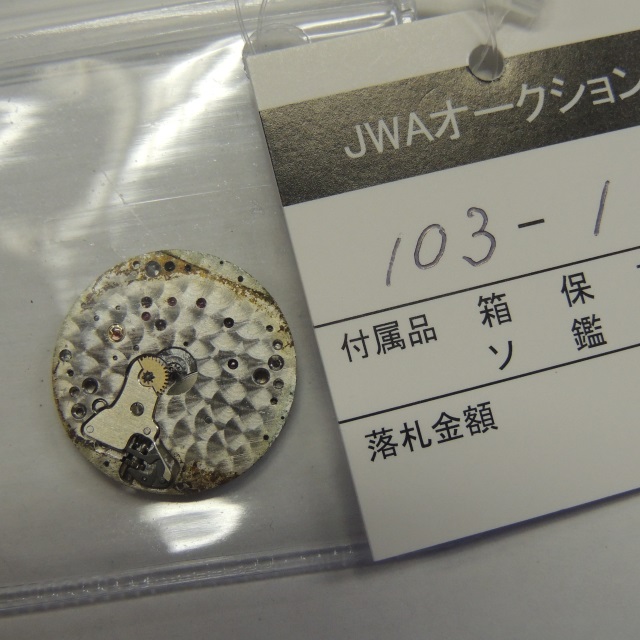 JWAオークション
103-1
付属品 箱 保
ソ 鑑
落札金額